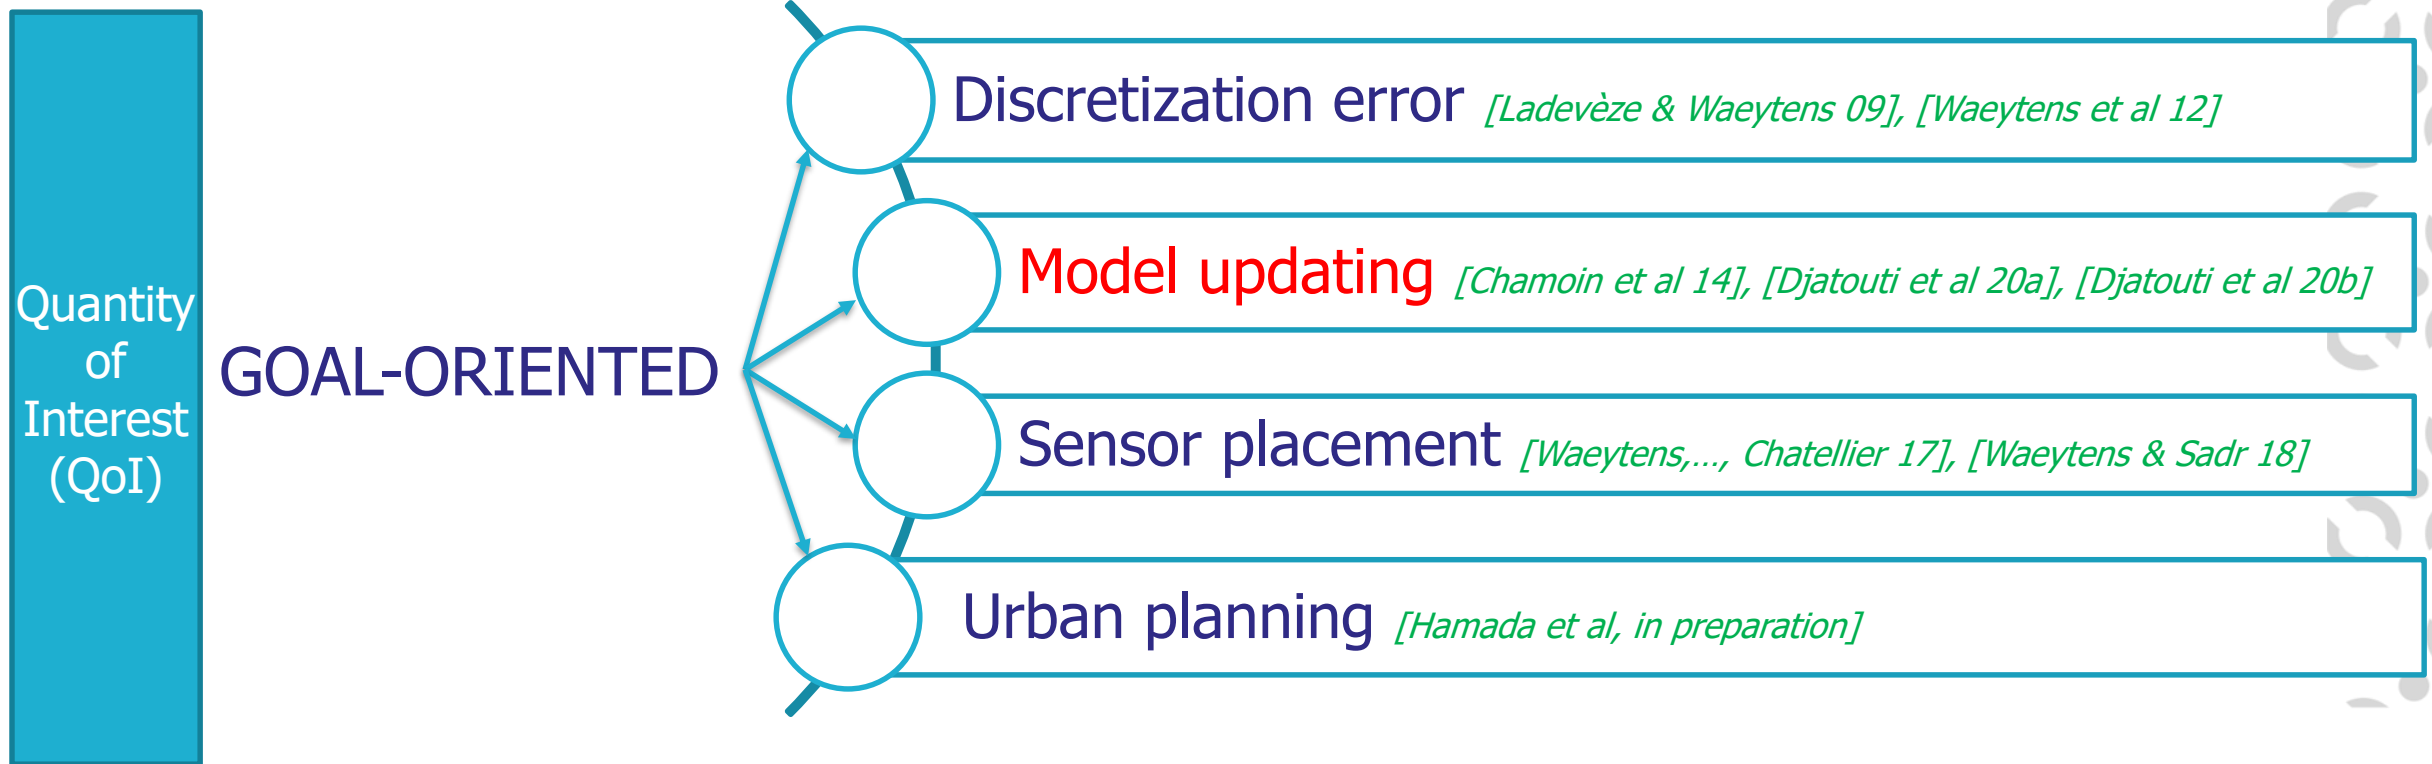 Quantity
of
Interest
(QoI)
GOAL-ORIENTED
Discretization error [Ladevèze & Waeytens 09], [Waeytens et al 12]
Model updating [Chamoin et al 14], [Djatouti et al 20a], [Djatouti et al 20b]
Sensor placement [Waeytens,..., Chatellier 17], [Waeytens & Sadr 18]
Urban planning [Hamada et al, in preparation]